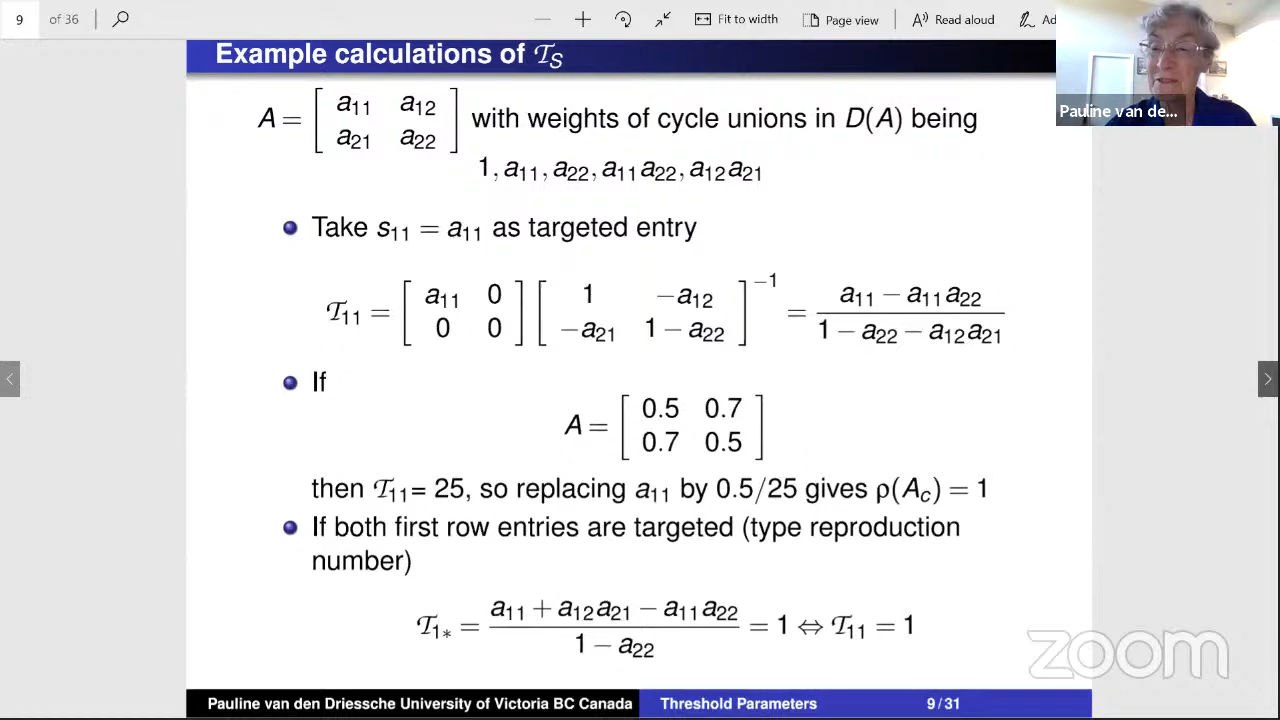 9 of 36 Fit to width Page view Read aloud
Example calculations of 𝒯_S
Pauline van de...
A = [ a₁₁ a₁₂ ; a₂₁ a₂₂ ] with weights of cycle unions in D(A) being
1, a₁₁, a₂₂, a₁₁a₂₂, a₁₂a₂₁
Take s₁₁ = a₁₁ as targeted entry
𝒯₁₁ = [ a₁₁ 0 ; 0 0 ] [ 1 −a₁₂ ; −a₂₁ 1 − a₂₂ ]⁻¹ = (a₁₁ − a₁₁a₂₂) / (1 − a₂₂ − a₁₂a₂₁)
If
A = [ 0.5 0.7 ; 0.7 0.5 ]
then 𝒯₁₁= 25, so replacing a₁₁ by 0.5/25 gives ρ(A_c) = 1
If both first row entries are targeted (type reproduction
number)
𝒯₁∗ = (a₁₁ + a₁₂a₂₁ − a₁₁a₂₂) / (1 − a₂₂) = 1 ⇔ 𝒯₁₁ = 1
zoom
Pauline van den Driessche University of Victoria BC Canada Threshold Parameters 9 / 31